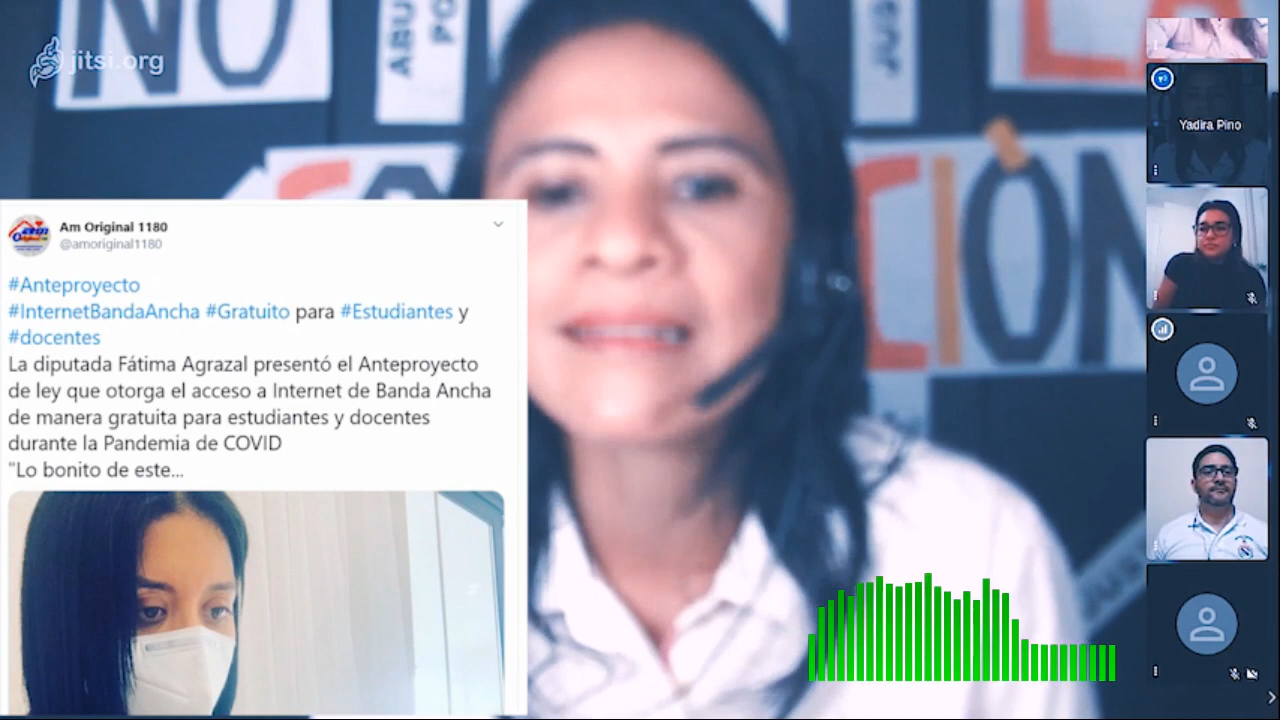 NO
ABU
PO
jitsi.org
Yadira Pino
Am Original 1180
@amoriginal1180
#Anteproyecto
#InternetBandaAncha #Gratuito para #Estudiantes y
#docentes
La diputada Fátima Agrazal presentó el Anteproyecto
de ley que otorga el acceso a Internet de Banda Ancha
de manera gratuita para estudiantes y docentes
durante la Pandemia de COVID
"Lo bonito de este...
CIÓN